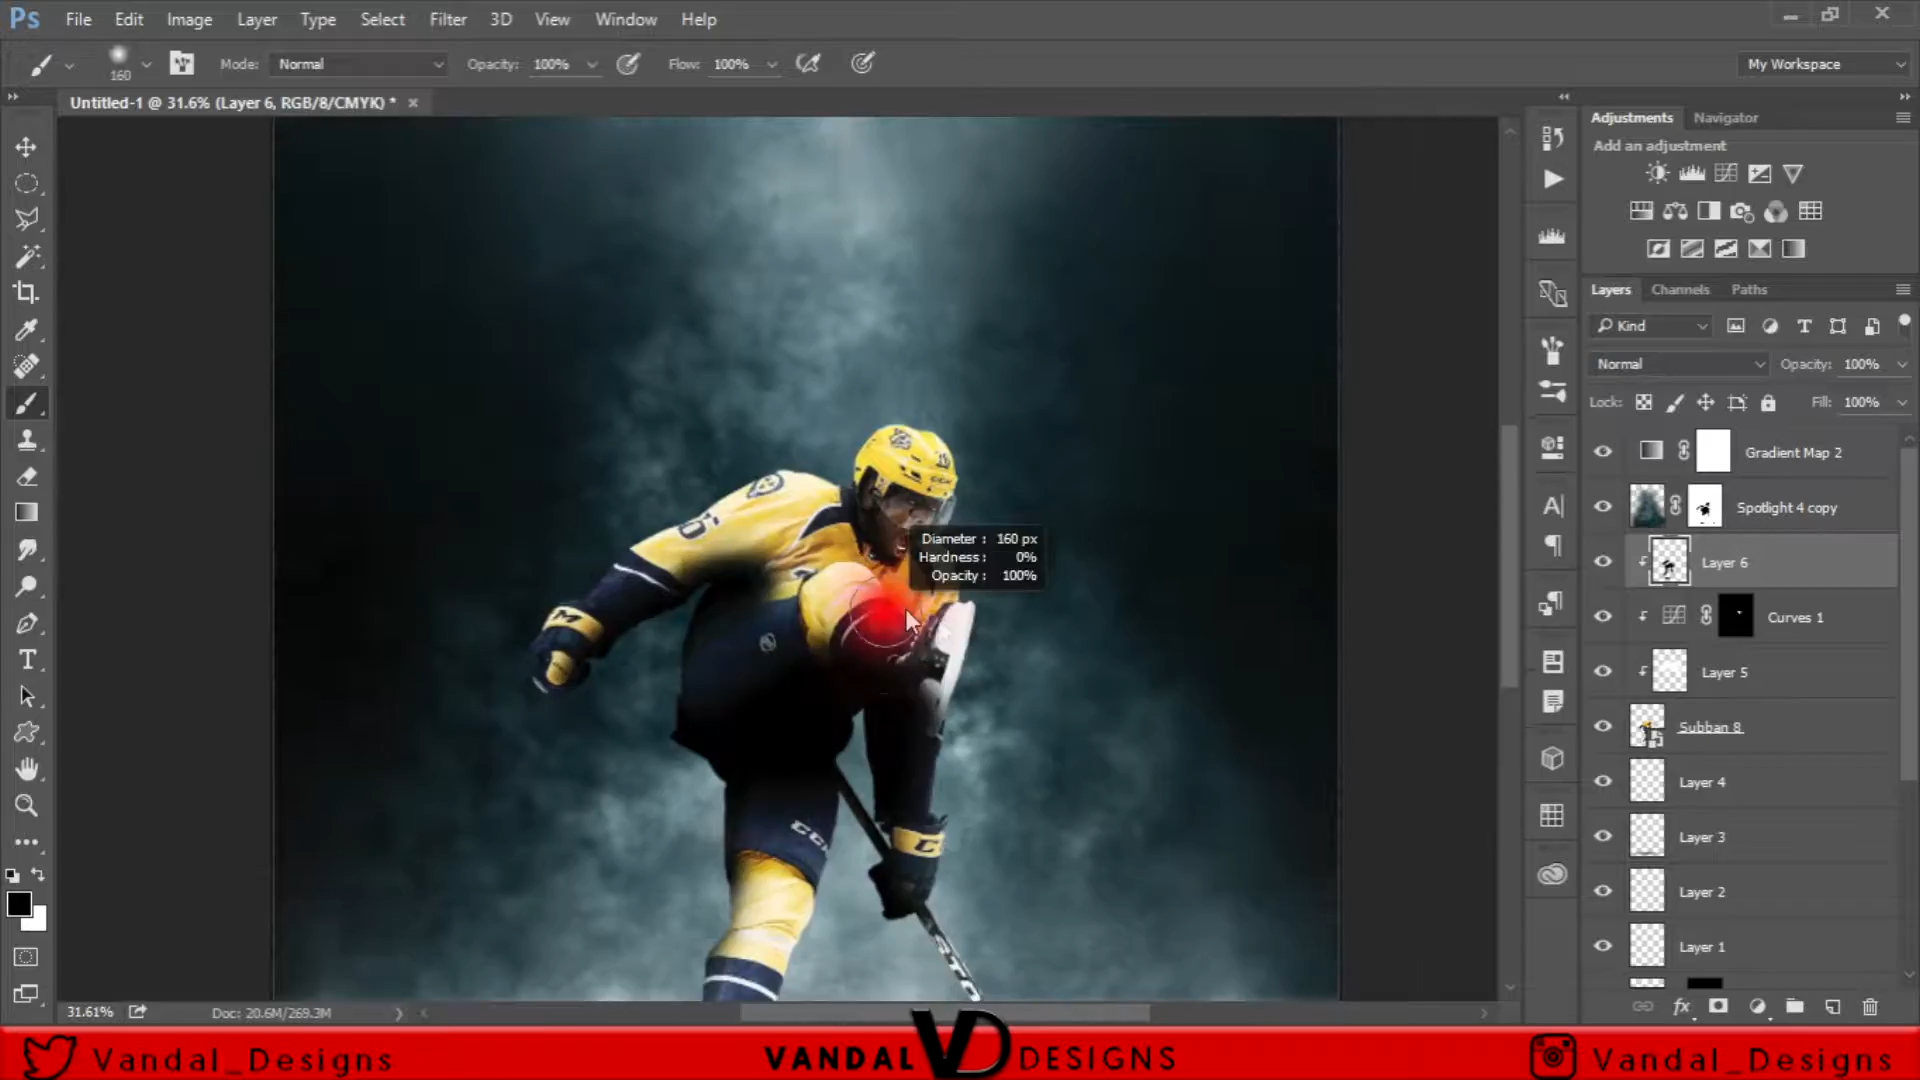 Ps File Edit Image Layer Type Select Filter 3D View Window Help
160 Mode: Normal Opacity: 100% Flow: 100% My Workspace
Untitled-1 @ 31.6% (Layer 6, RGB/8/CMYK) *
Adjustments Navigator
Add an adjustment
Layers Channels Paths
Kind
Normal Opacity: 100%
Lock: Fill: 100%
Gradient Map 2
Spotlight 4 copy
Diameter : 160 px
Hardness : 0%
Opacity : 100%
Layer 6
Curves 1
Layer 5
Subban 8
Layer 4
Layer 3
Layer 2
Layer 1
31.61% Doc: 20.6M/269.3M
Vandal_Designs VANDAL VD DESIGNS Vandal_Designs